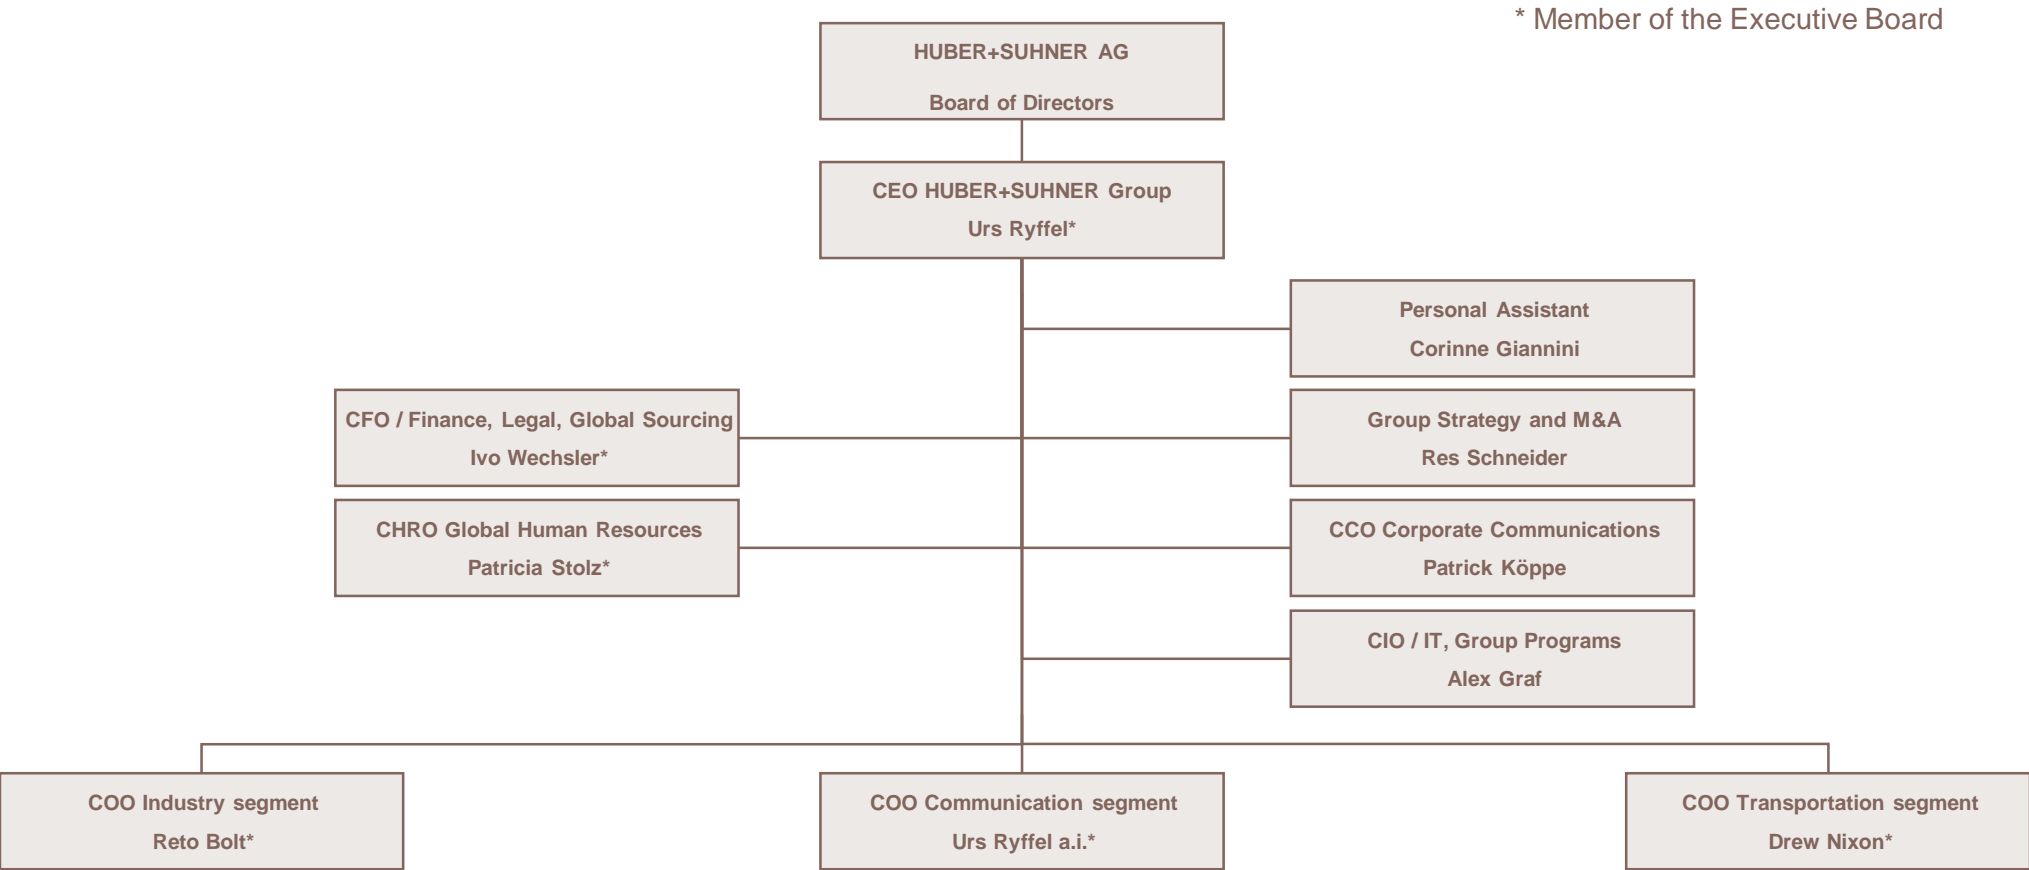 * Member of the Executive Board
HUBER+SUHNER AG
Board of Directors
CEO HUBER+SUHNER Group
Urs Ryffel*
Personal Assistant
Corinne Giannini
CFO / Finance, Legal, Global Sourcing
Ivo Wechsler*
Group Strategy and M&A
Res Schneider
CHRO Global Human Resources
Patricia Stolz*
CCO Corporate Communications
Patrick Köppe
CIO / IT, Group Programs
Alex Graf
COO Industry segment
Reto Bolt*
COO Communication segment
Urs Ryffel a.i.*
COO Transportation segment
Drew Nixon*